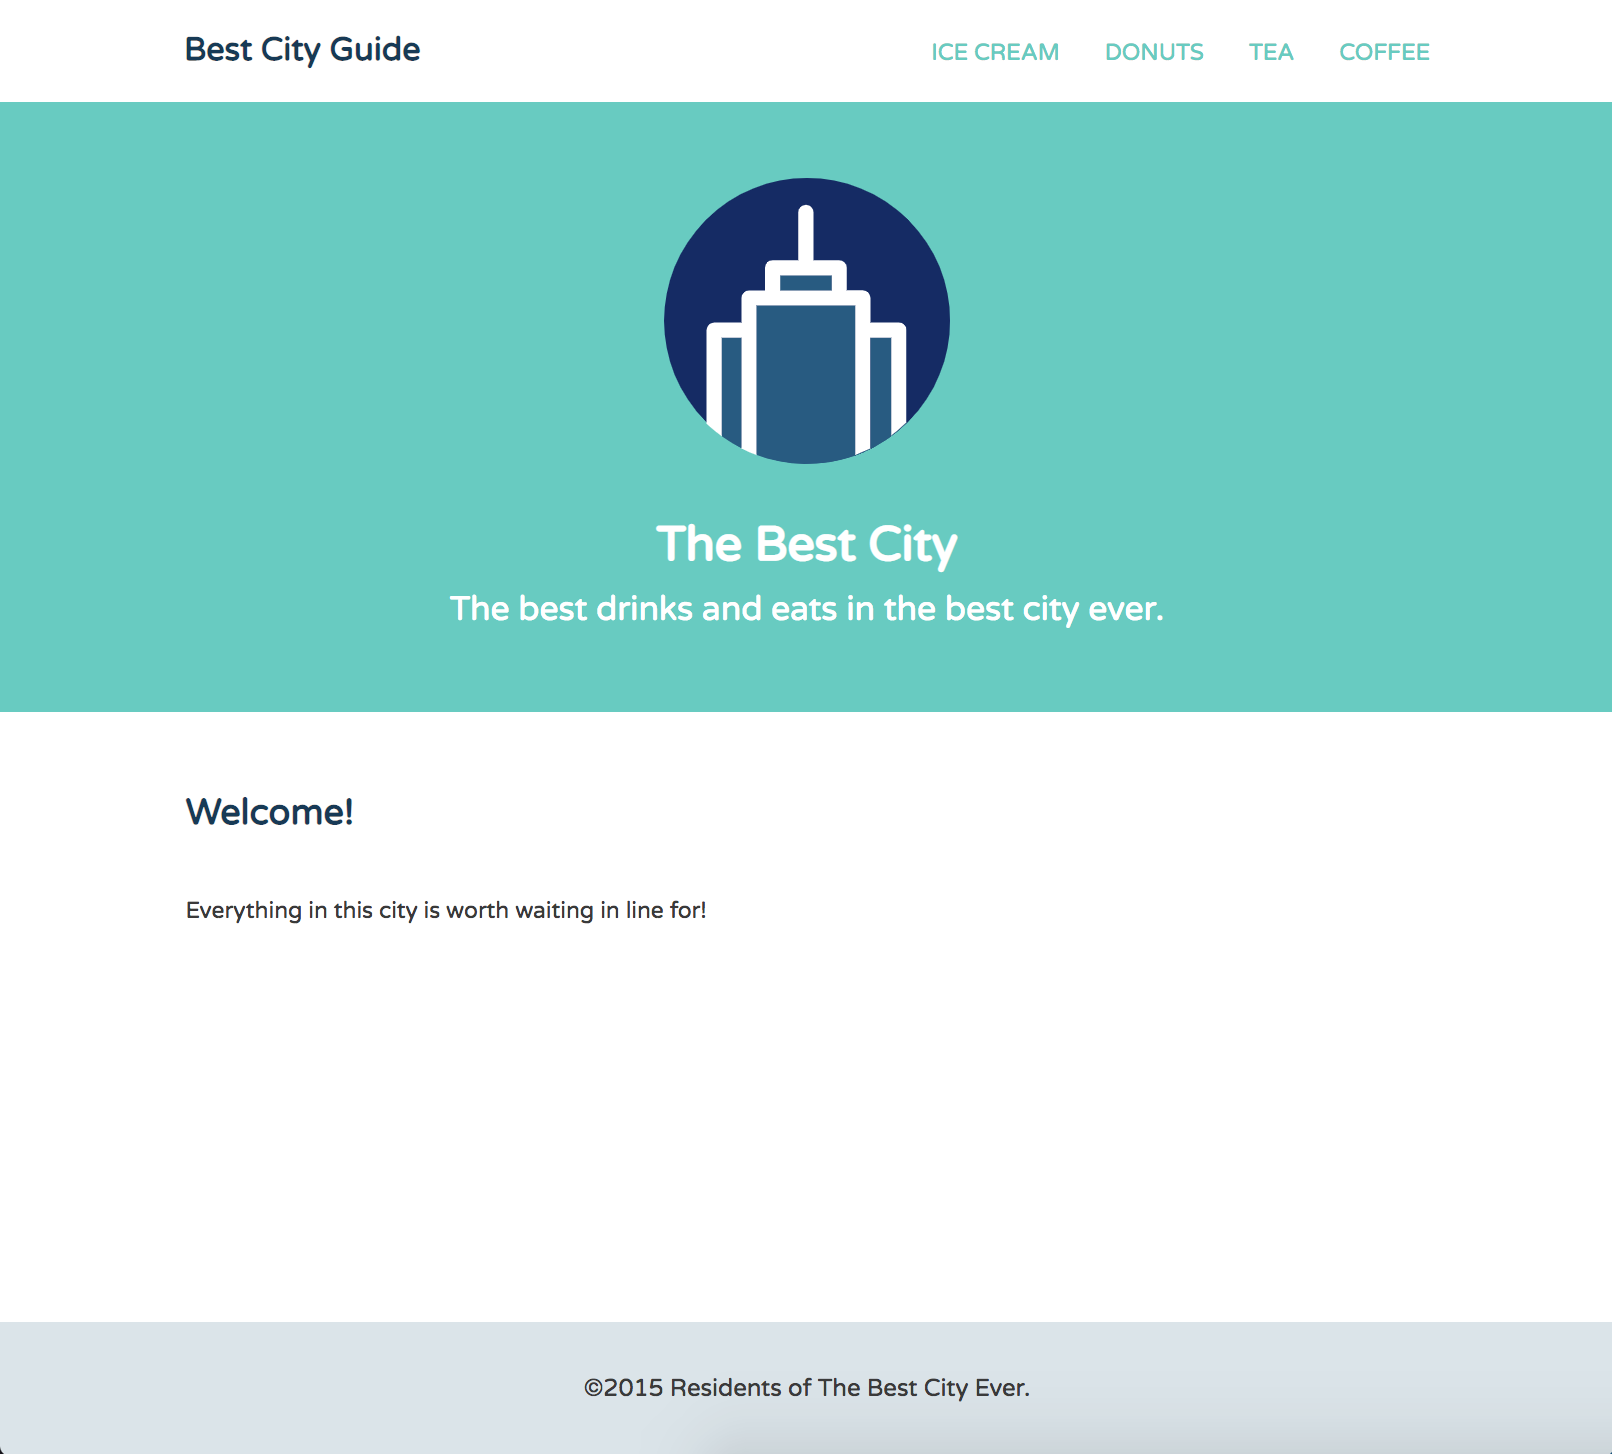 Best City Guide
ICE CREAM DONUTS TEA COFFEE
The Best City
The best drinks and eats in the best city ever.
Welcome!
Everything in this city is worth waiting in line for!
©2015 Residents of The Best City Ever.